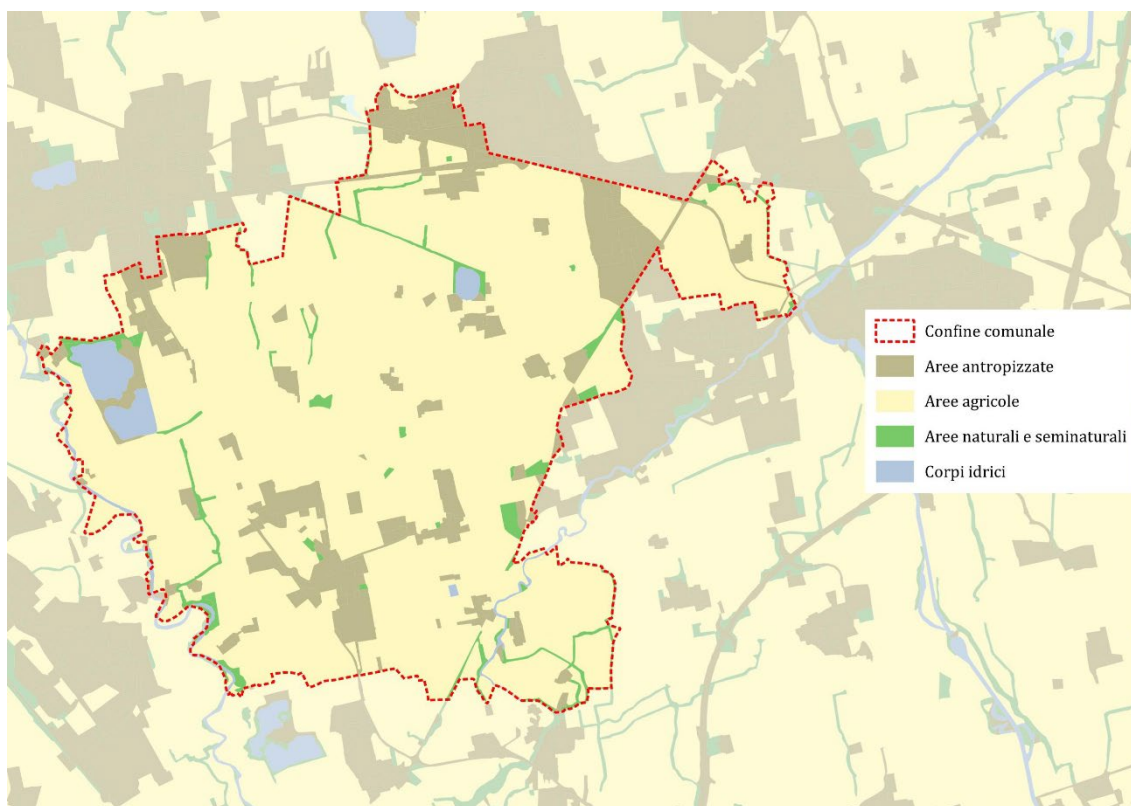 Confine comunale
Aree antropizzate
Aree agricole
Aree naturali e seminaturali
Corpi idrici